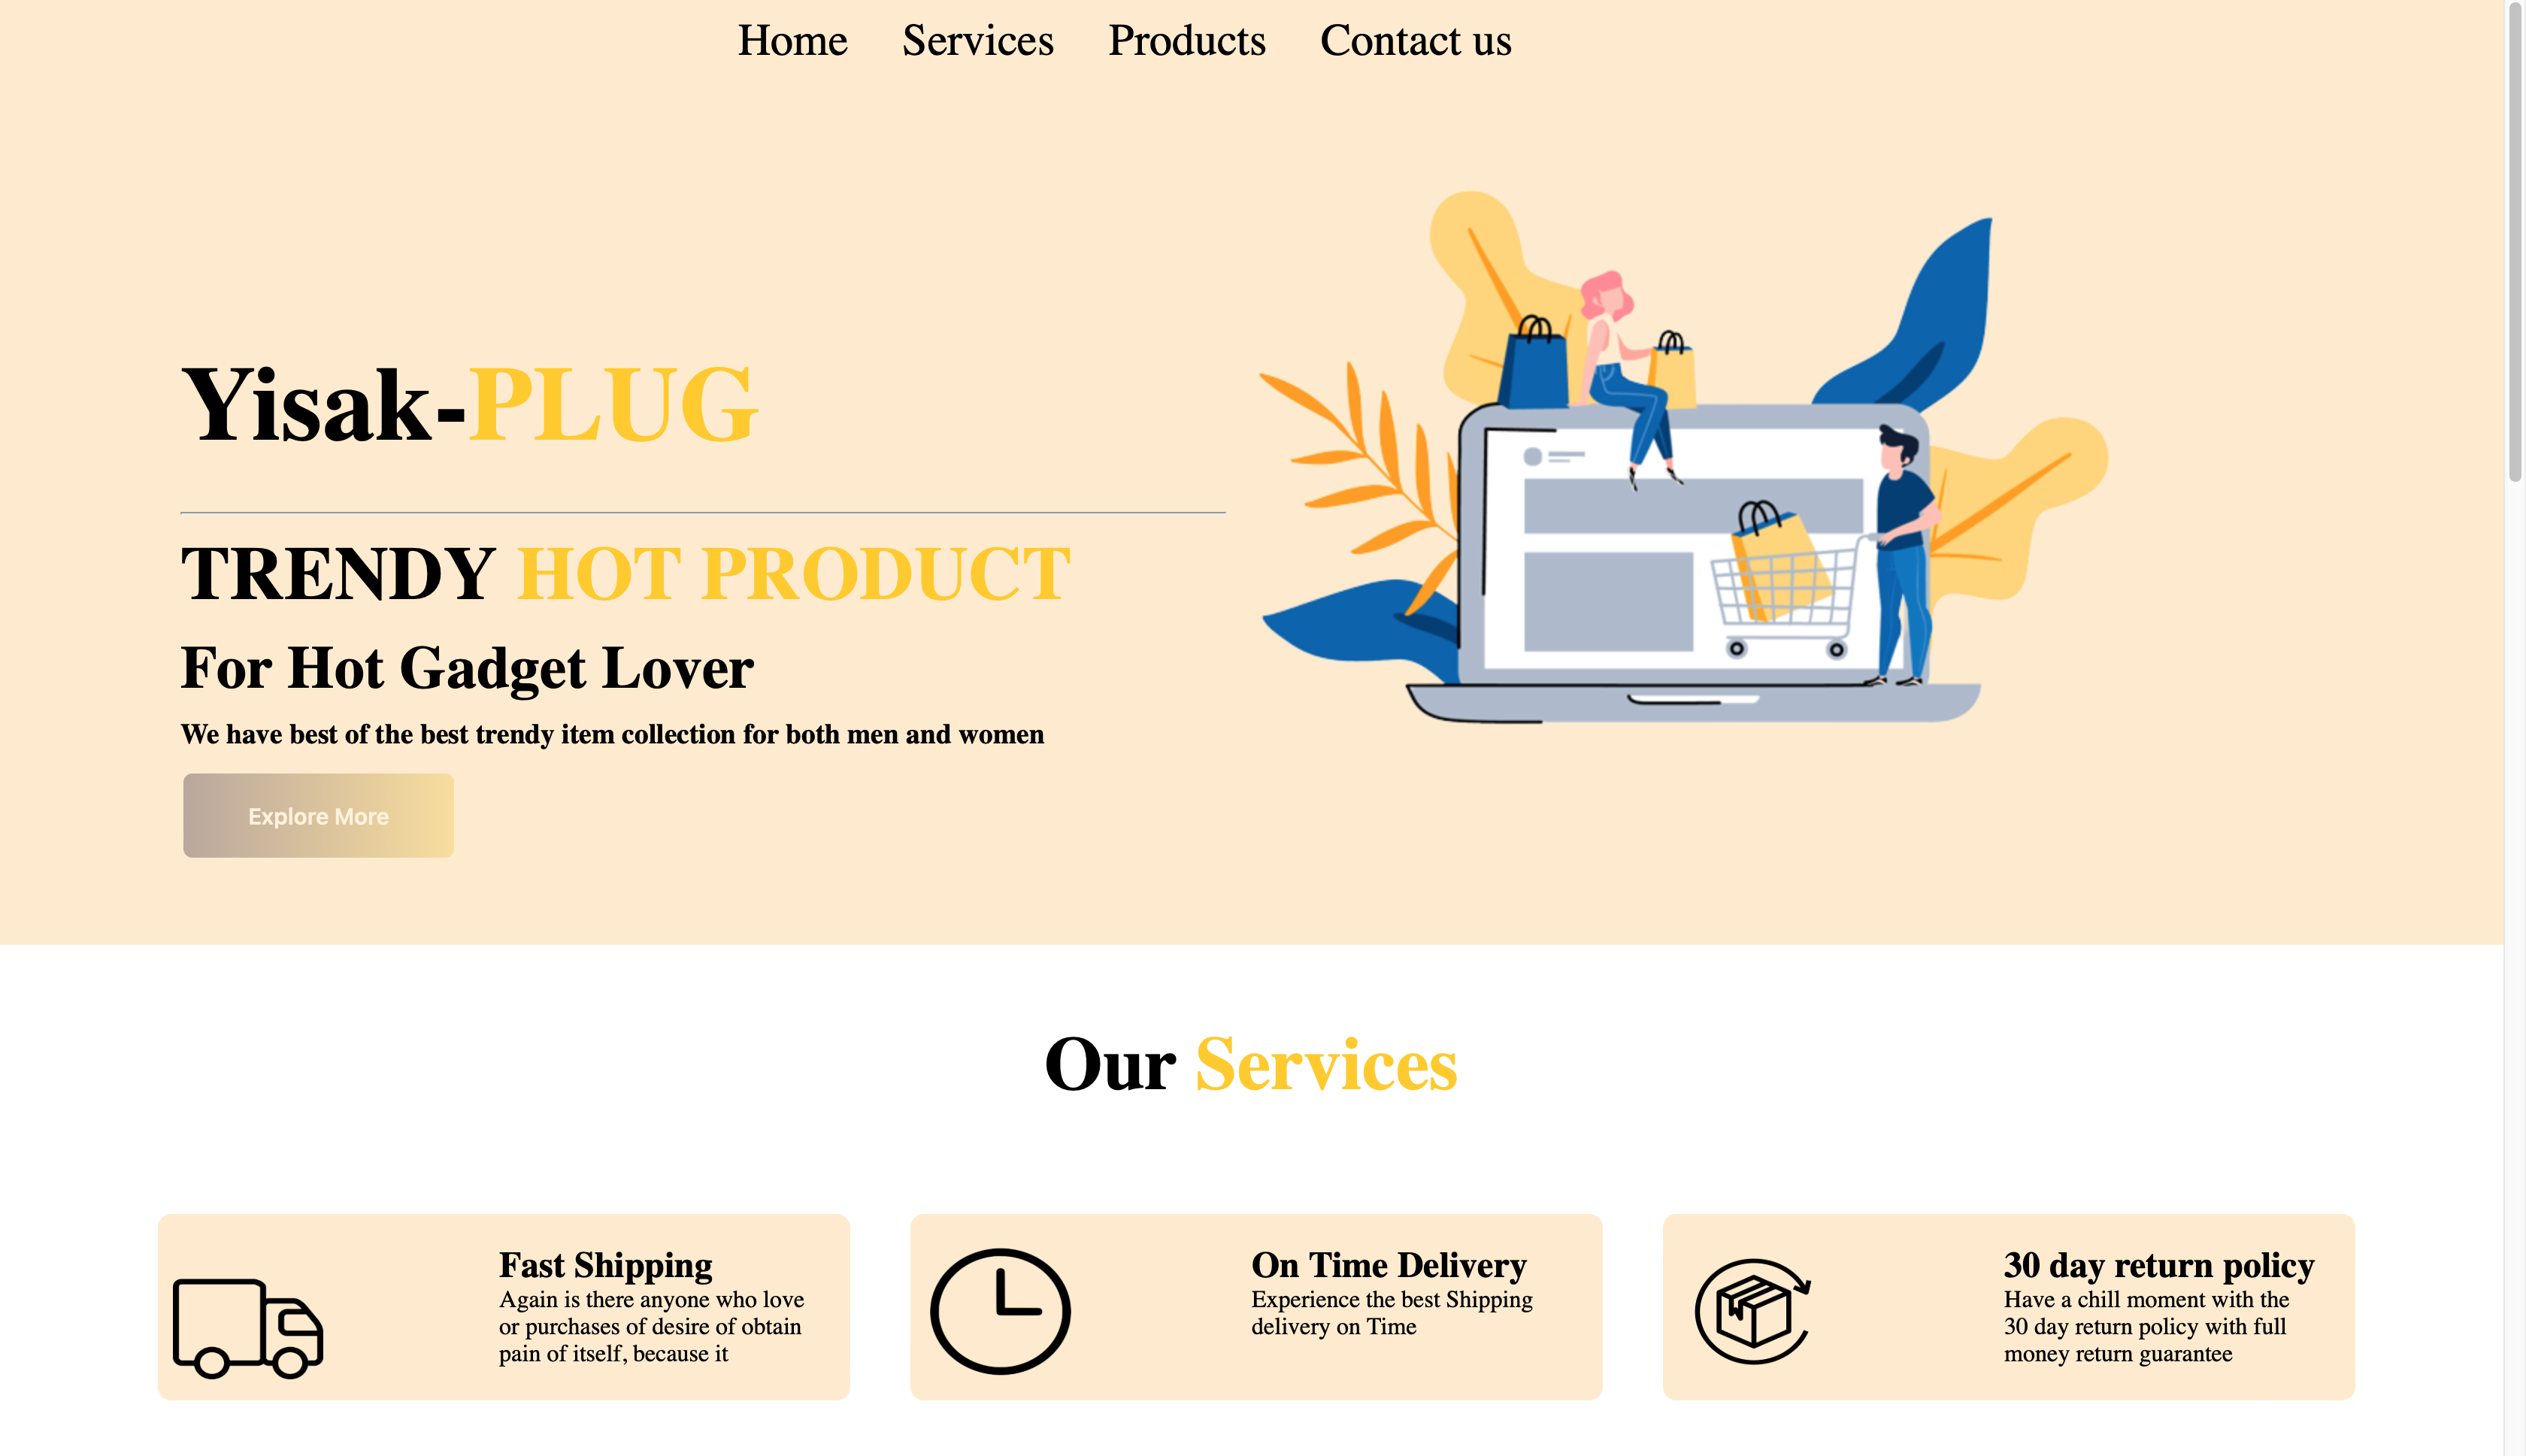 Home Services Products Contact us
Yisak-PLUG
TRENDY HOT PRODUCT
For Hot Gadget Lover
We have best of the best trendy item collection for both men and women
Explore More
Our Services
Fast Shipping
Again is there anyone who love
or purchases of desire of obtain
pain of itself, because it
On Time Delivery
Experience the best Shipping
delivery on Time
30 day return policy
Have a chill moment with the
30 day return policy with full
money return guarantee